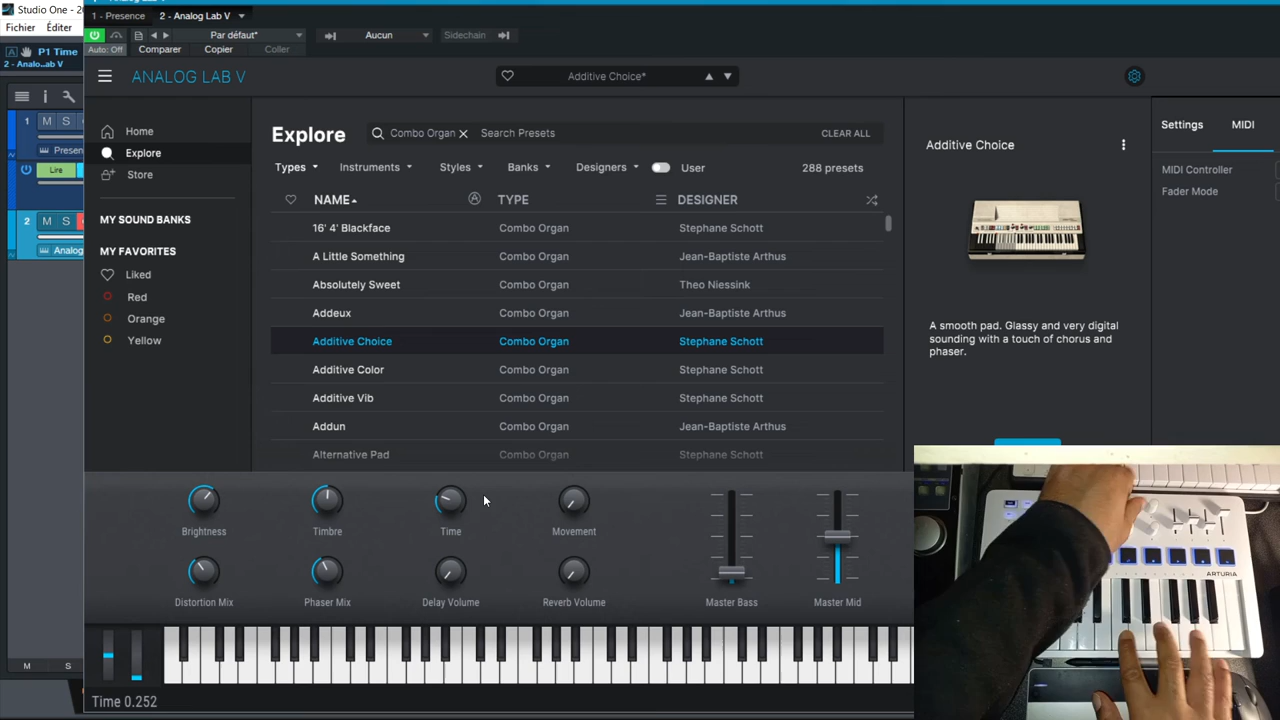 Studio One - 2
Fichier Éditer
P1 Time
2 - Analo...ab V
1 - Presence 2 - Analog Lab V
Par défaut* Aucun Sidechain
Auto: Off Comparer Copier Coller
1 M S
Presen
Lire
2 M S
Analog
M S
ANALOG LAB V
Additive Choice*
Home
Explore
Store
MY SOUND BANKS
MY FAVORITES
Liked
Red
Orange
Yellow
Explore Combo Organ Search Presets CLEAR ALL
Types Instruments Styles Banks Designers User 288 presets
NAME TYPE DESIGNER
16' 4' Blackface Combo Organ Stephane Schott
A Little Something Combo Organ Jean-Baptiste Arthus
Absolutely Sweet Combo Organ Theo Niessink
Addeux Combo Organ Jean-Baptiste Arthus
Additive Choice Combo Organ Stephane Schott
Additive Color Combo Organ Stephane Schott
Additive Vib Combo Organ Stephane Schott
Addun Combo Organ Jean-Baptiste Arthus
Alternative Pad Combo Organ Stephane Schott
Additive Choice
A smooth pad. Glassy and very digital
sounding with a touch of chorus and
phaser.
Settings MIDI
MIDI Controller
Fader Mode
Brightness Timbre Time Movement
Distortion Mix Phaser Mix Delay Volume Reverb Volume Master Bass Master Mid
Time 0.252
ARTURIA